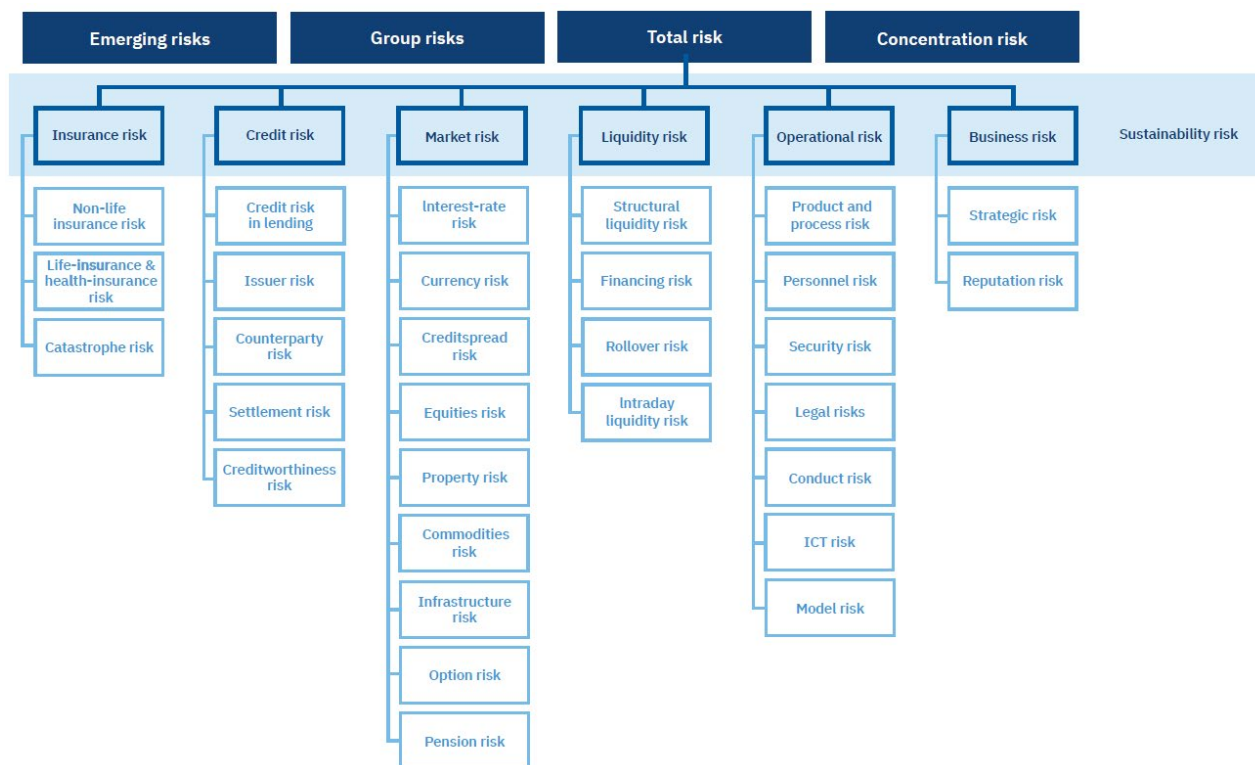 Emerging risks
Group risks
Total risk
Concentration risk
Insurance risk
Credit risk
Market risk
Liquidity risk
Operational risk
Business risk
Sustainability risk
Non-life
insurance risk
Life-insurance &
health-insurance
risk
Catastrophe risk
Credit risk
in lending
Issuer risk
Counterparty
risk
Settlement risk
Creditworthiness
risk
Interest-rate
risk
Currency risk
Creditspread
risk
Equities risk
Property risk
Commodities
risk
Infrastructure
risk
Option risk
Pension risk
Structural
liquidity risk
Financing risk
Rollover risk
Intraday
liquidity risk
Product and
process risk
Personnel risk
Security risk
Legal risks
Conduct risk
ICT risk
Model risk
Strategic risk
Reputation risk